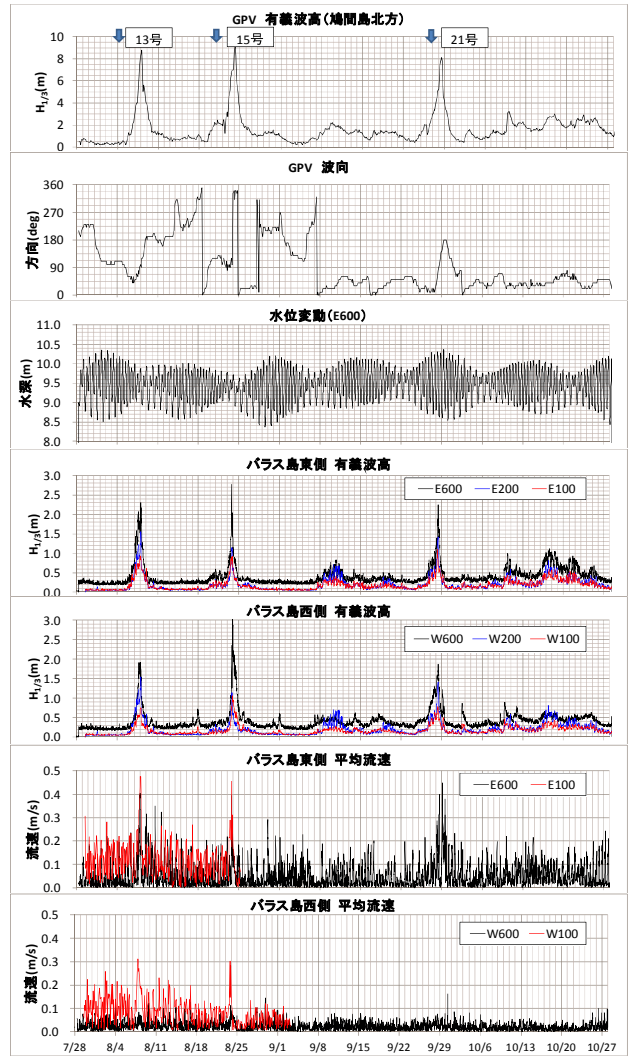 GPV 有義波高(鳩間島北方)
13号 15号 21号
H1/3(m)
10
8
6
4
2
0
GPV 波向
方向(deg)
360
270
180
90
0
水位変動(E600)
水深(m)
11.0
10.5
10.0
9.5
9.0
8.5
8.0
バラス島東側 有義波高
E600 E200 E100
H1/3(m)
3.0
2.5
2.0
1.5
1.0
0.5
0.0
バラス島西側 有義波高
W600 W200 W100
H1/3(m)
3.0
2.5
2.0
1.5
1.0
0.5
0.0
バラス島東側 平均流速
E600 E100
流速(m/s)
0.5
0.4
0.3
0.2
0.1
0.0
バラス島西側 平均流速
W600 W100
流速(m/s)
0.5
0.4
0.3
0.2
0.1
0.0
7/28 8/4 8/11 8/18 8/25 9/1 9/8 9/15 9/22 9/29 10/6 10/13 10/20 10/27